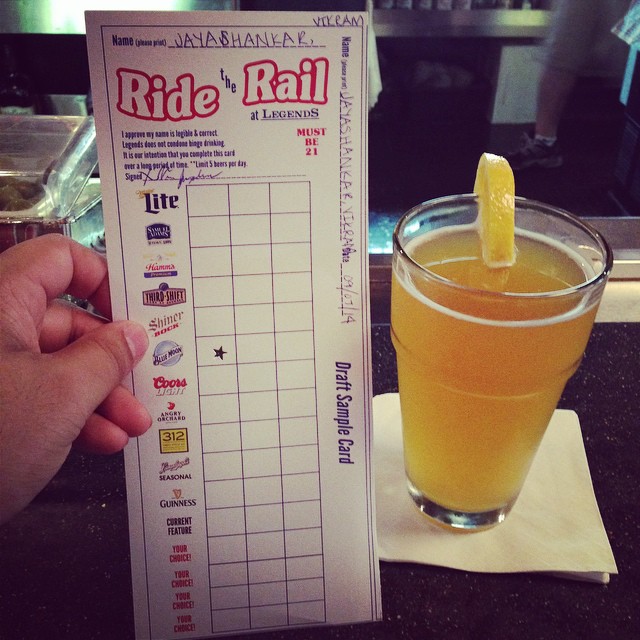 VIKRAM
Name (please print) JAYASHANKAR
Ride the Rail
at LEGENDS
I approve my name is legible & correct
Legends does not condone binge drinking.
It is our intention that you complete this card
over a long period of time. **Limit 5 beers per day.
Signed
MUST
BE
21
Lite
SAMUEL
ADAMS
Hamm's
THIRD SHIFT
Shiner
BOCK
BLUE MOON
Coors
LIGHT
ANGRY
ORCHARD
312
Leinenkugel's
SEASONAL
GUINNESS
CURRENT
FEATURE
YOUR
CHOICE!
YOUR
CHOICE!
YOUR
CHOICE!
YOUR
CHOICE!
Name (please print) JAYASHANKAR VIKRAM 09/07/14
Draft Sample Card